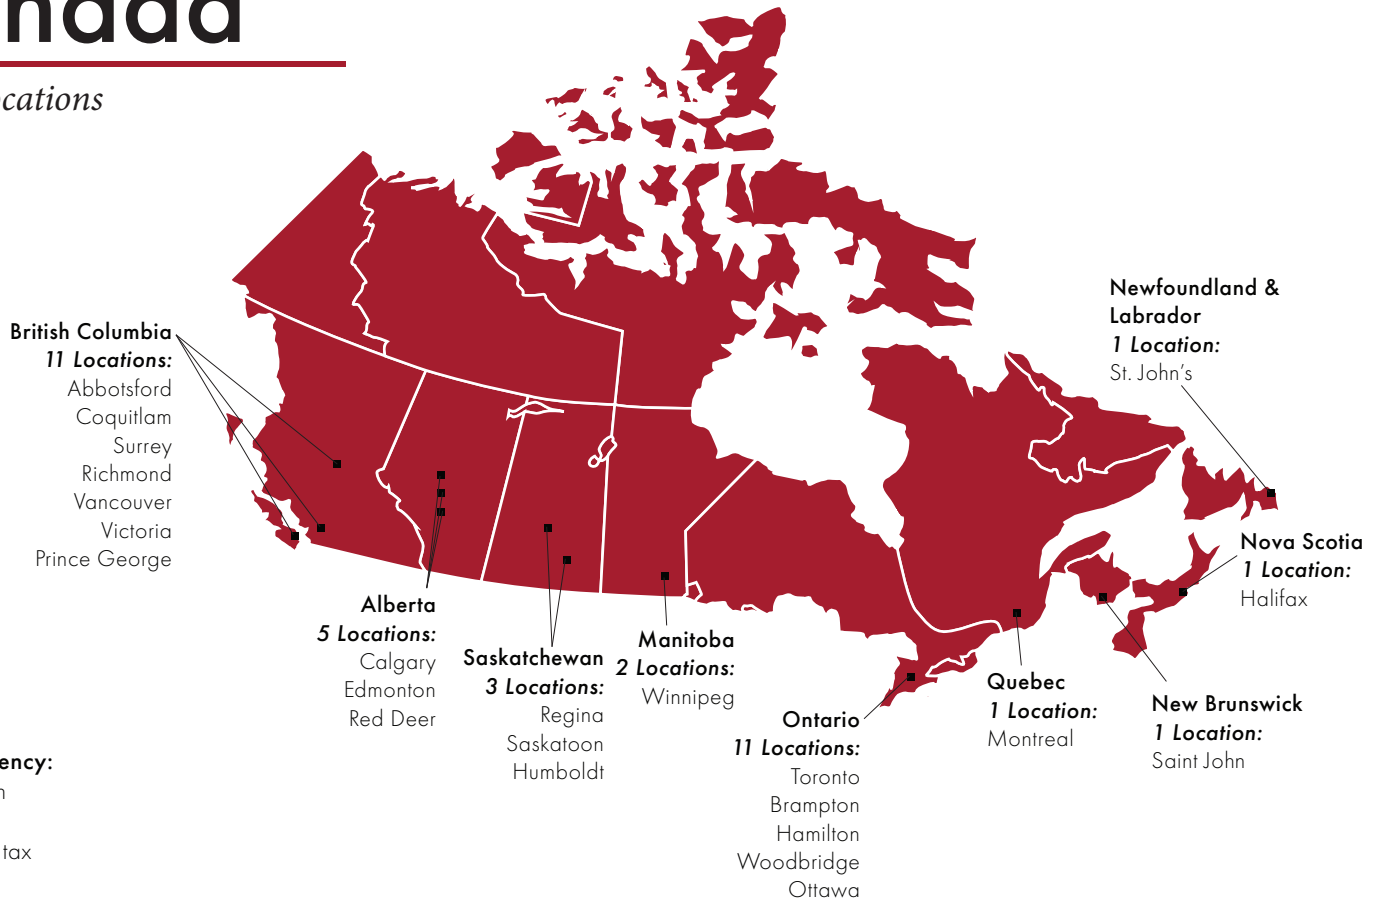 nada
ocations
British Columbia
11 Locations:
Abbotsford
Coquitlam
Surrey
Richmond
Vancouver
Victoria
Prince George
Alberta
5 Locations:
Calgary
Edmonton
Red Deer
Saskatchewan
3 Locations:
Regina
Saskatoon
Humboldt
Manitoba
2 Locations:
Winnipeg
Ontario
11 Locations:
Toronto
Brampton
Hamilton
Woodbridge
Ottawa
Quebec
1 Location:
Montreal
New Brunswick
1 Location:
Saint John
Nova Scotia
1 Location:
Halifax
Newfoundland &
Labrador
1 Location:
St. John's
ency:
tax